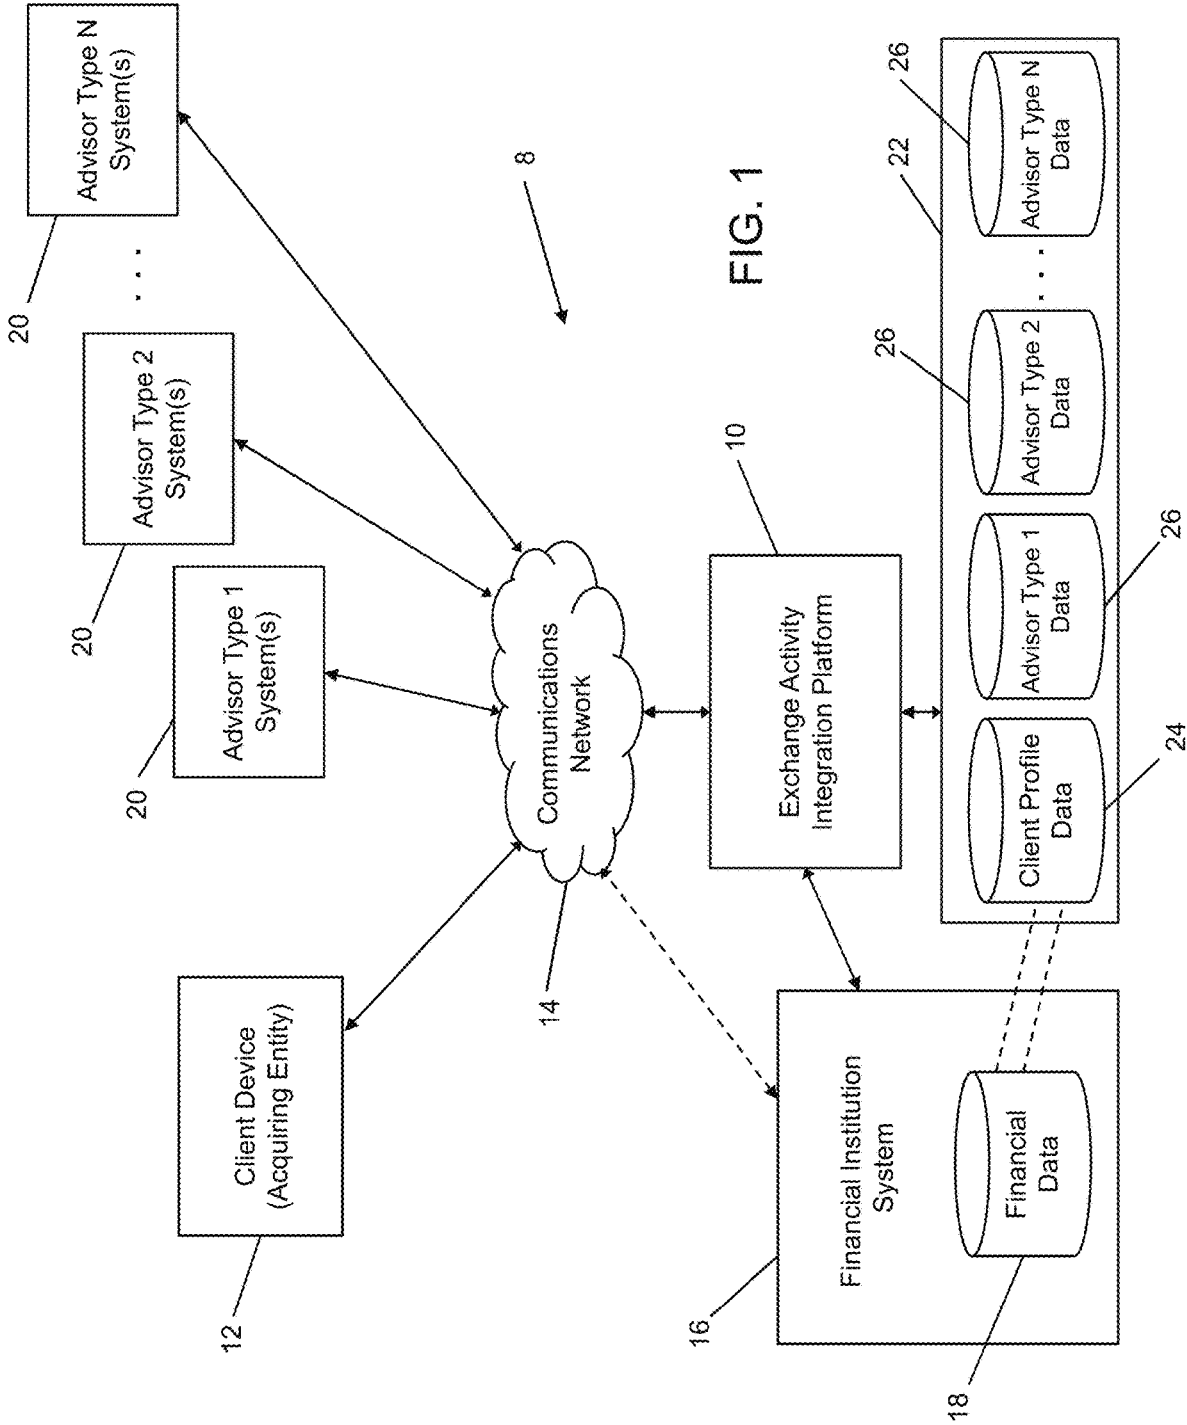 Client Device
(Acquiring Entity)
12
Advisor Type 1
System(s)
20
Advisor Type 2
System(s)
20
. . .
Advisor Type N
System(s)
20
Communications
Network
14
8
Financial Institution
System
16
Financial
Data
18
Exchange Activity
Integration Platform
10
FIG. 1
22
Client Profile
Data
24
Advisor Type 1
Data
26
Advisor Type 2
Data
26
. . .
Advisor Type N
Data
26